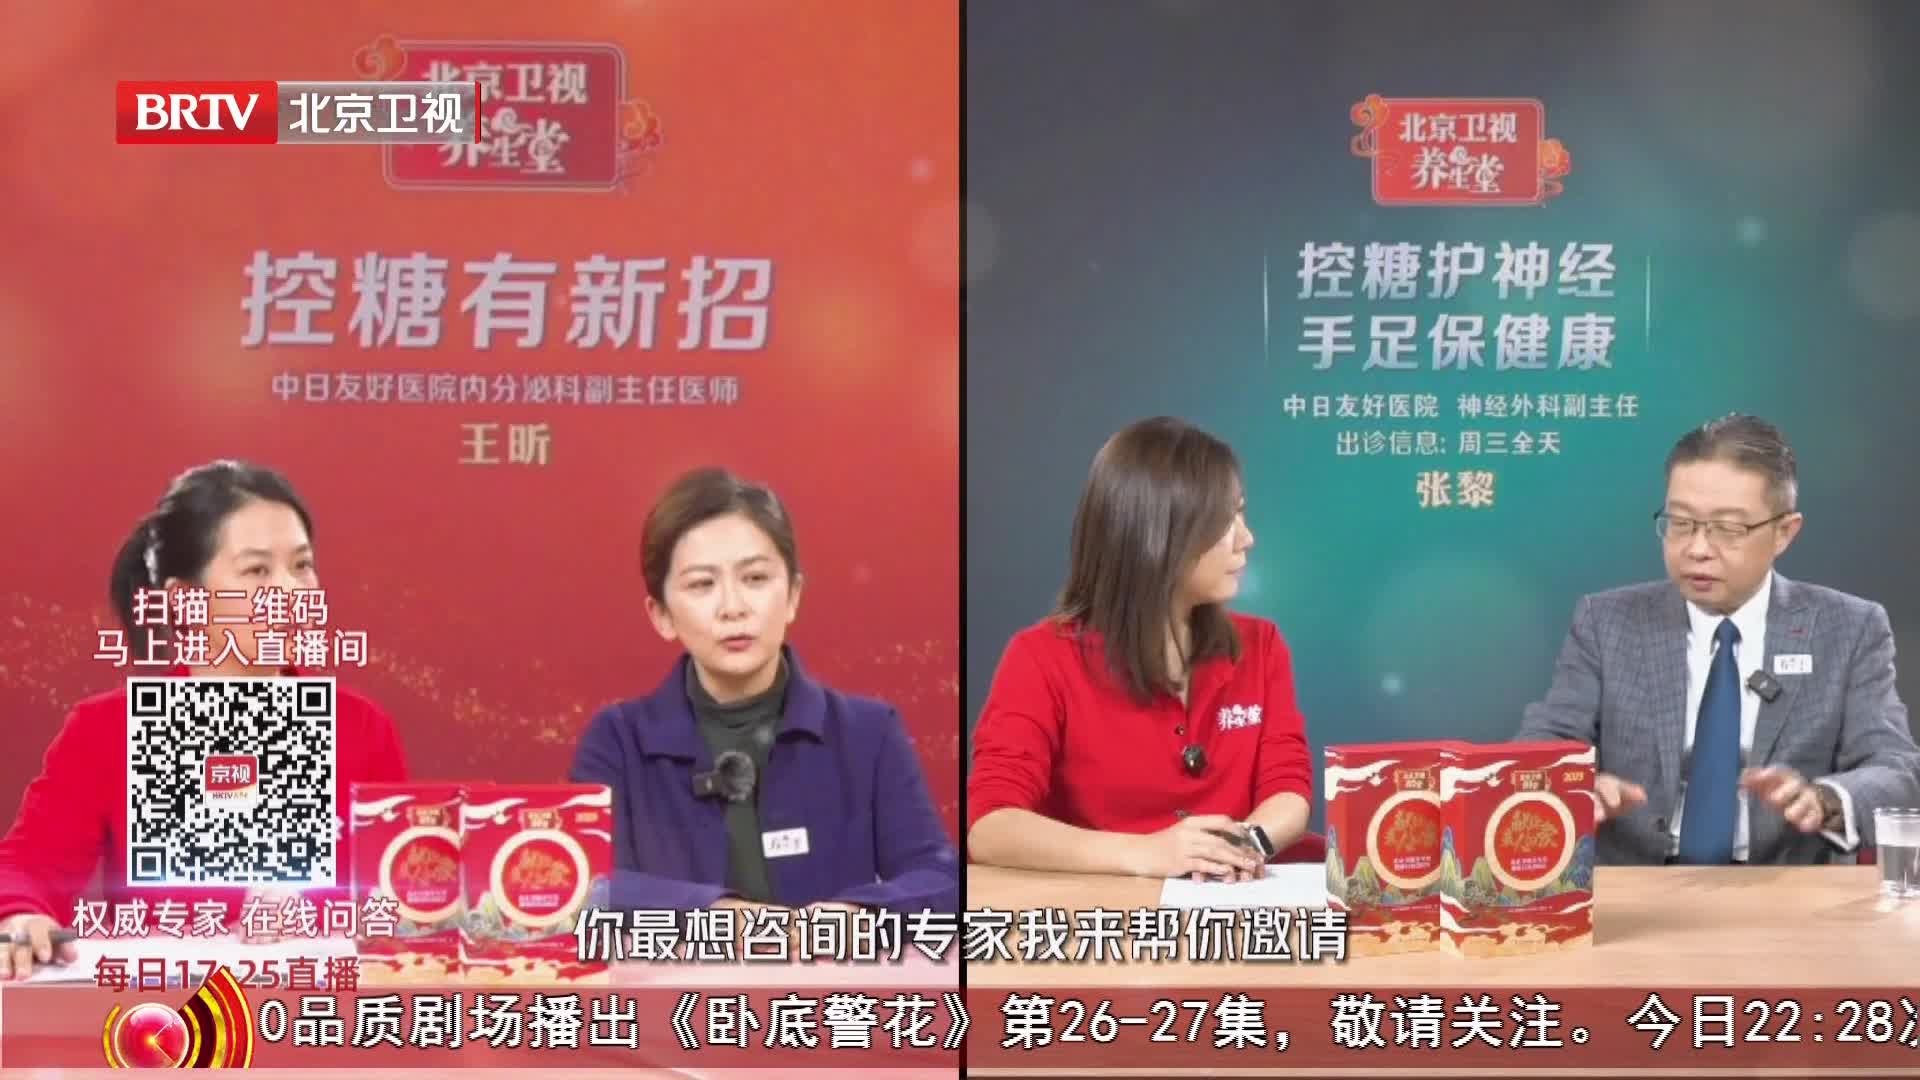 BRTV 北京卫视
北京卫视
养生堂
控糖有新招
中日友好医院内分泌科副主任医师
王昕
北京卫视
养生堂
控糖护神经
手足保健康
中日友好医院 神经外科副主任
出诊信息: 周三全天
张黎
养生堂
扫描二维码
马上进入直播间
京视
权威专家 在线问答
每日17:25直播
2023
你最想咨询的专家我来帮你邀请
0品质剧场播出《卧底警花》第26-27集，敬请关注。今日22:28